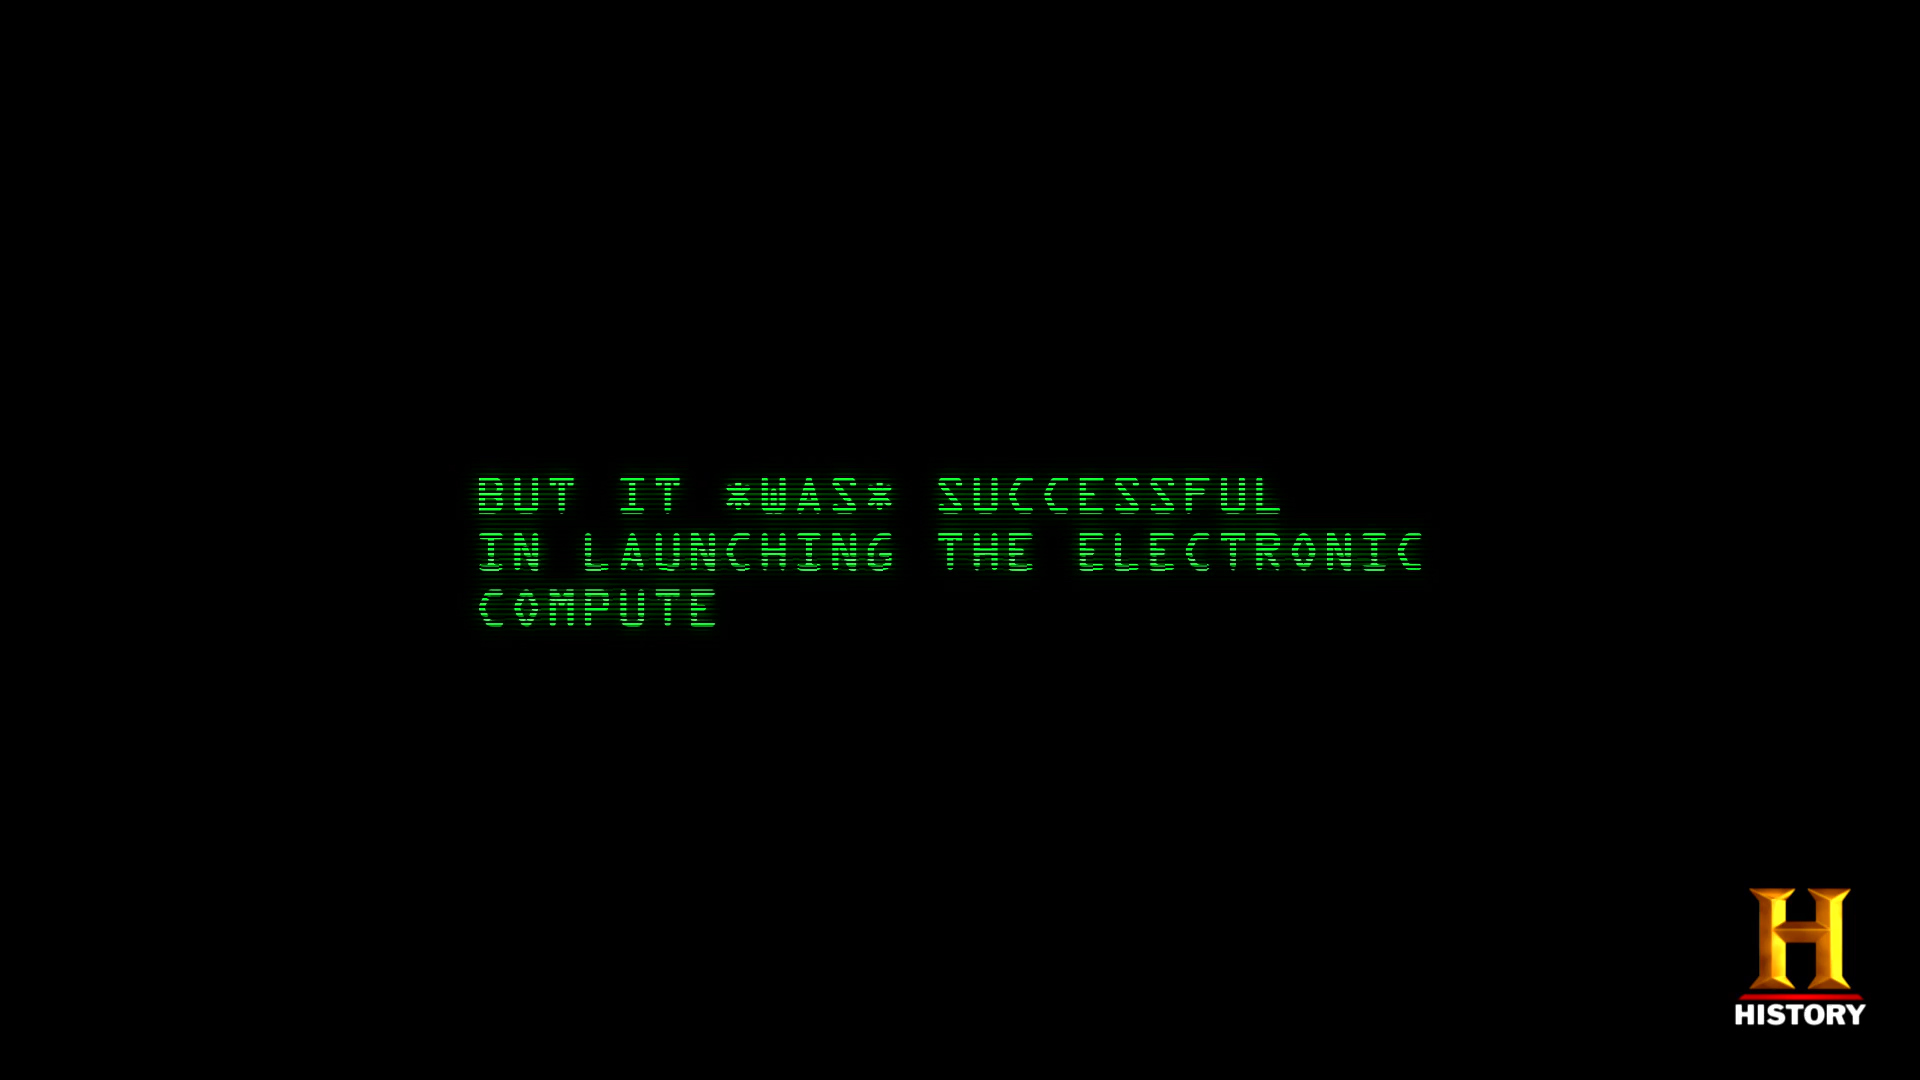 BUT IT *WAS* SUCCESSFUL
IN LAUNCHING THE ELECTRONIC
COMPUTE
H
HISTORY